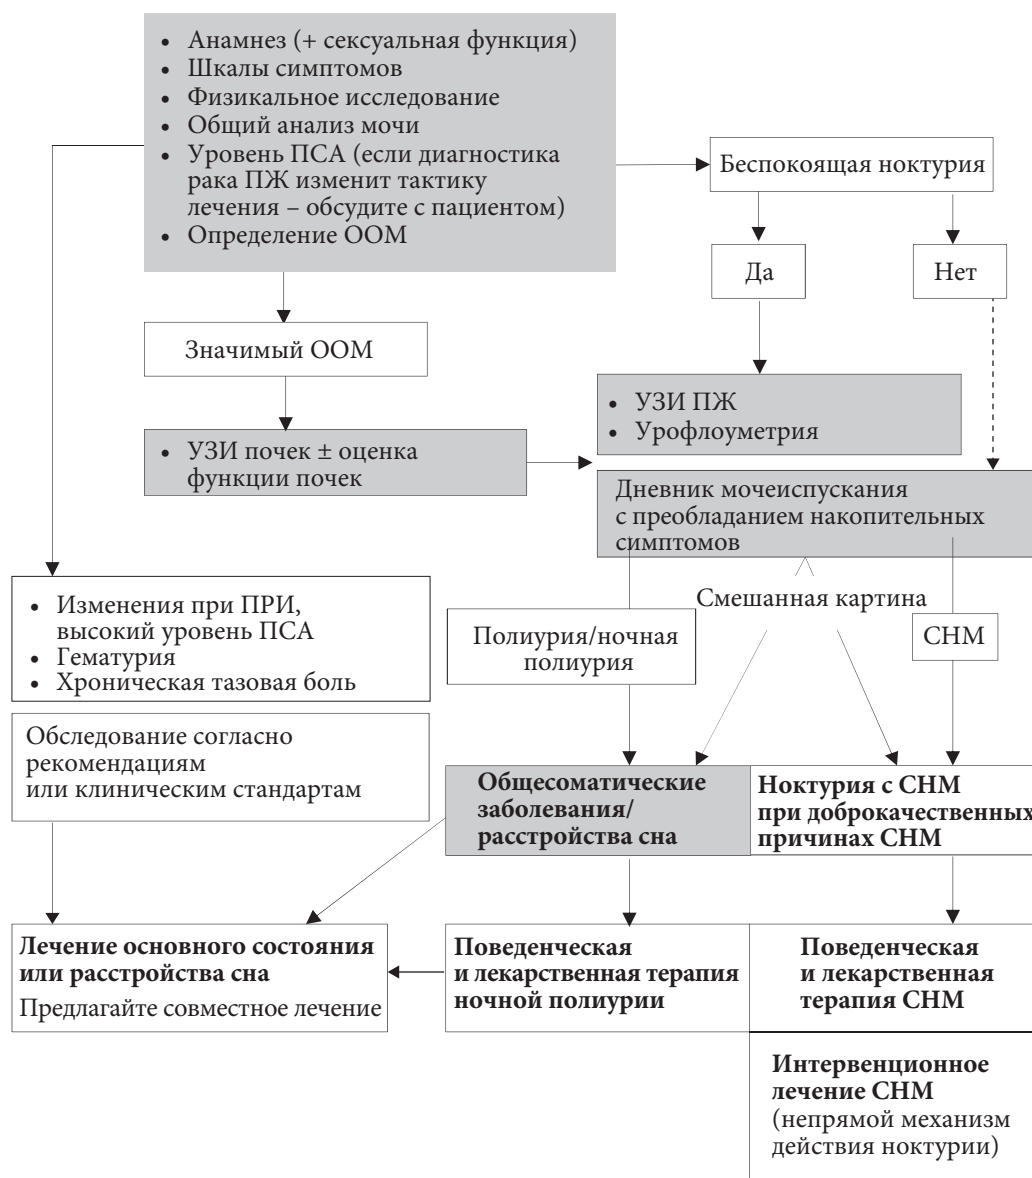 • Анамнез (+ сексуальная функция)
• Шкалы симптомов
• Физикальное исследование
• Общий анализ мочи
• Уровень ПСА (если диагностика
рака ПЖ изменит тактику
лечения – обсудите с пациентом)
• Определение ООМ
Беспокоящая ноктурия
Да
Нет
Значимый ООМ
• УЗИ ПЖ
• Урофлоуметрия
• УЗИ почек ± оценка
функции почек
Дневник мочеиспускания
с преобладанием накопительных
симптомов
• Изменения при ПРИ,
высокий уровень ПСА
• Гематурия
• Хроническая тазовая боль
Смешанная картина
Полиурия/ночная
полиурия
СНМ
Обследование согласно
рекомендациям
или клиническим стандартам
Общесоматические
заболевания/
расстройства сна
Ноктурия с СНМ
при доброкачественных
причинах СНМ
Лечение основного состояния
или расстройства сна
Предлагайте совместное лечение
Поведенческая
и лекарственная терапия
ночной полиурии
Поведенческая
и лекарственная
терапия СНМ
Интервенционное
лечение СНМ
(непрямой механизм
действия ноктурии)